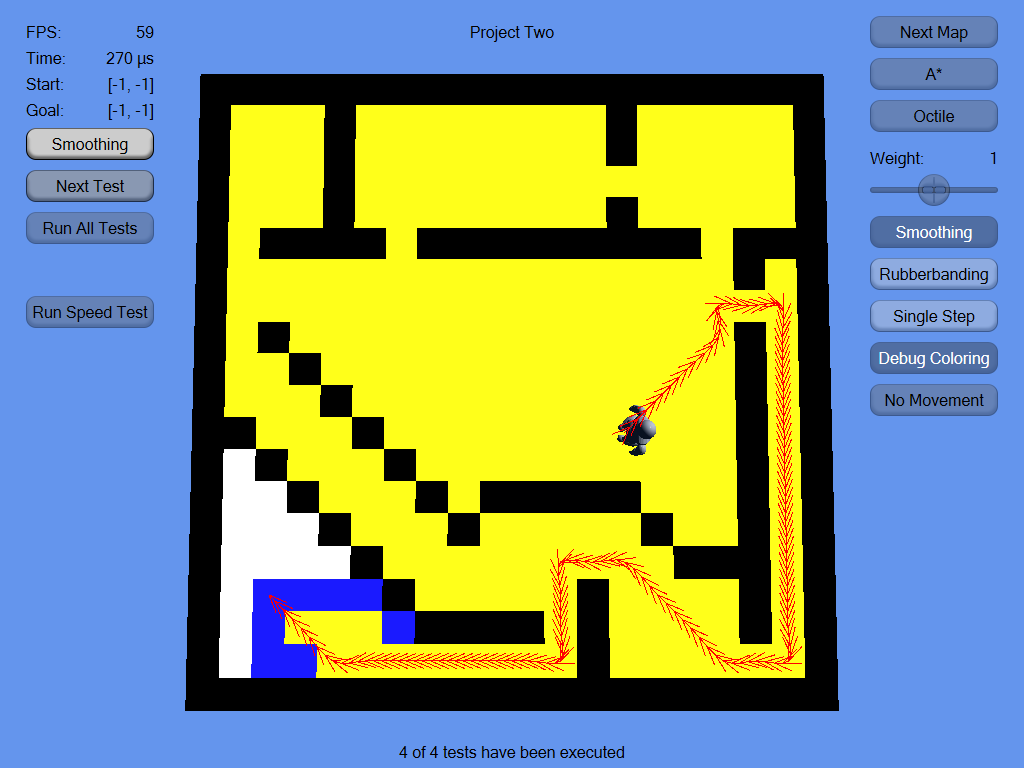 FPS: 59
Time: 270 µs
Start: [-1, -1]
Goal: [-1, -1]
Smoothing
Next Test
Run All Tests
Run Speed Test
Project Two
Next Map
A*
Octile
Weight: 1
Smoothing
Rubberbanding
Single Step
Debug Coloring
No Movement
4 of 4 tests have been executed